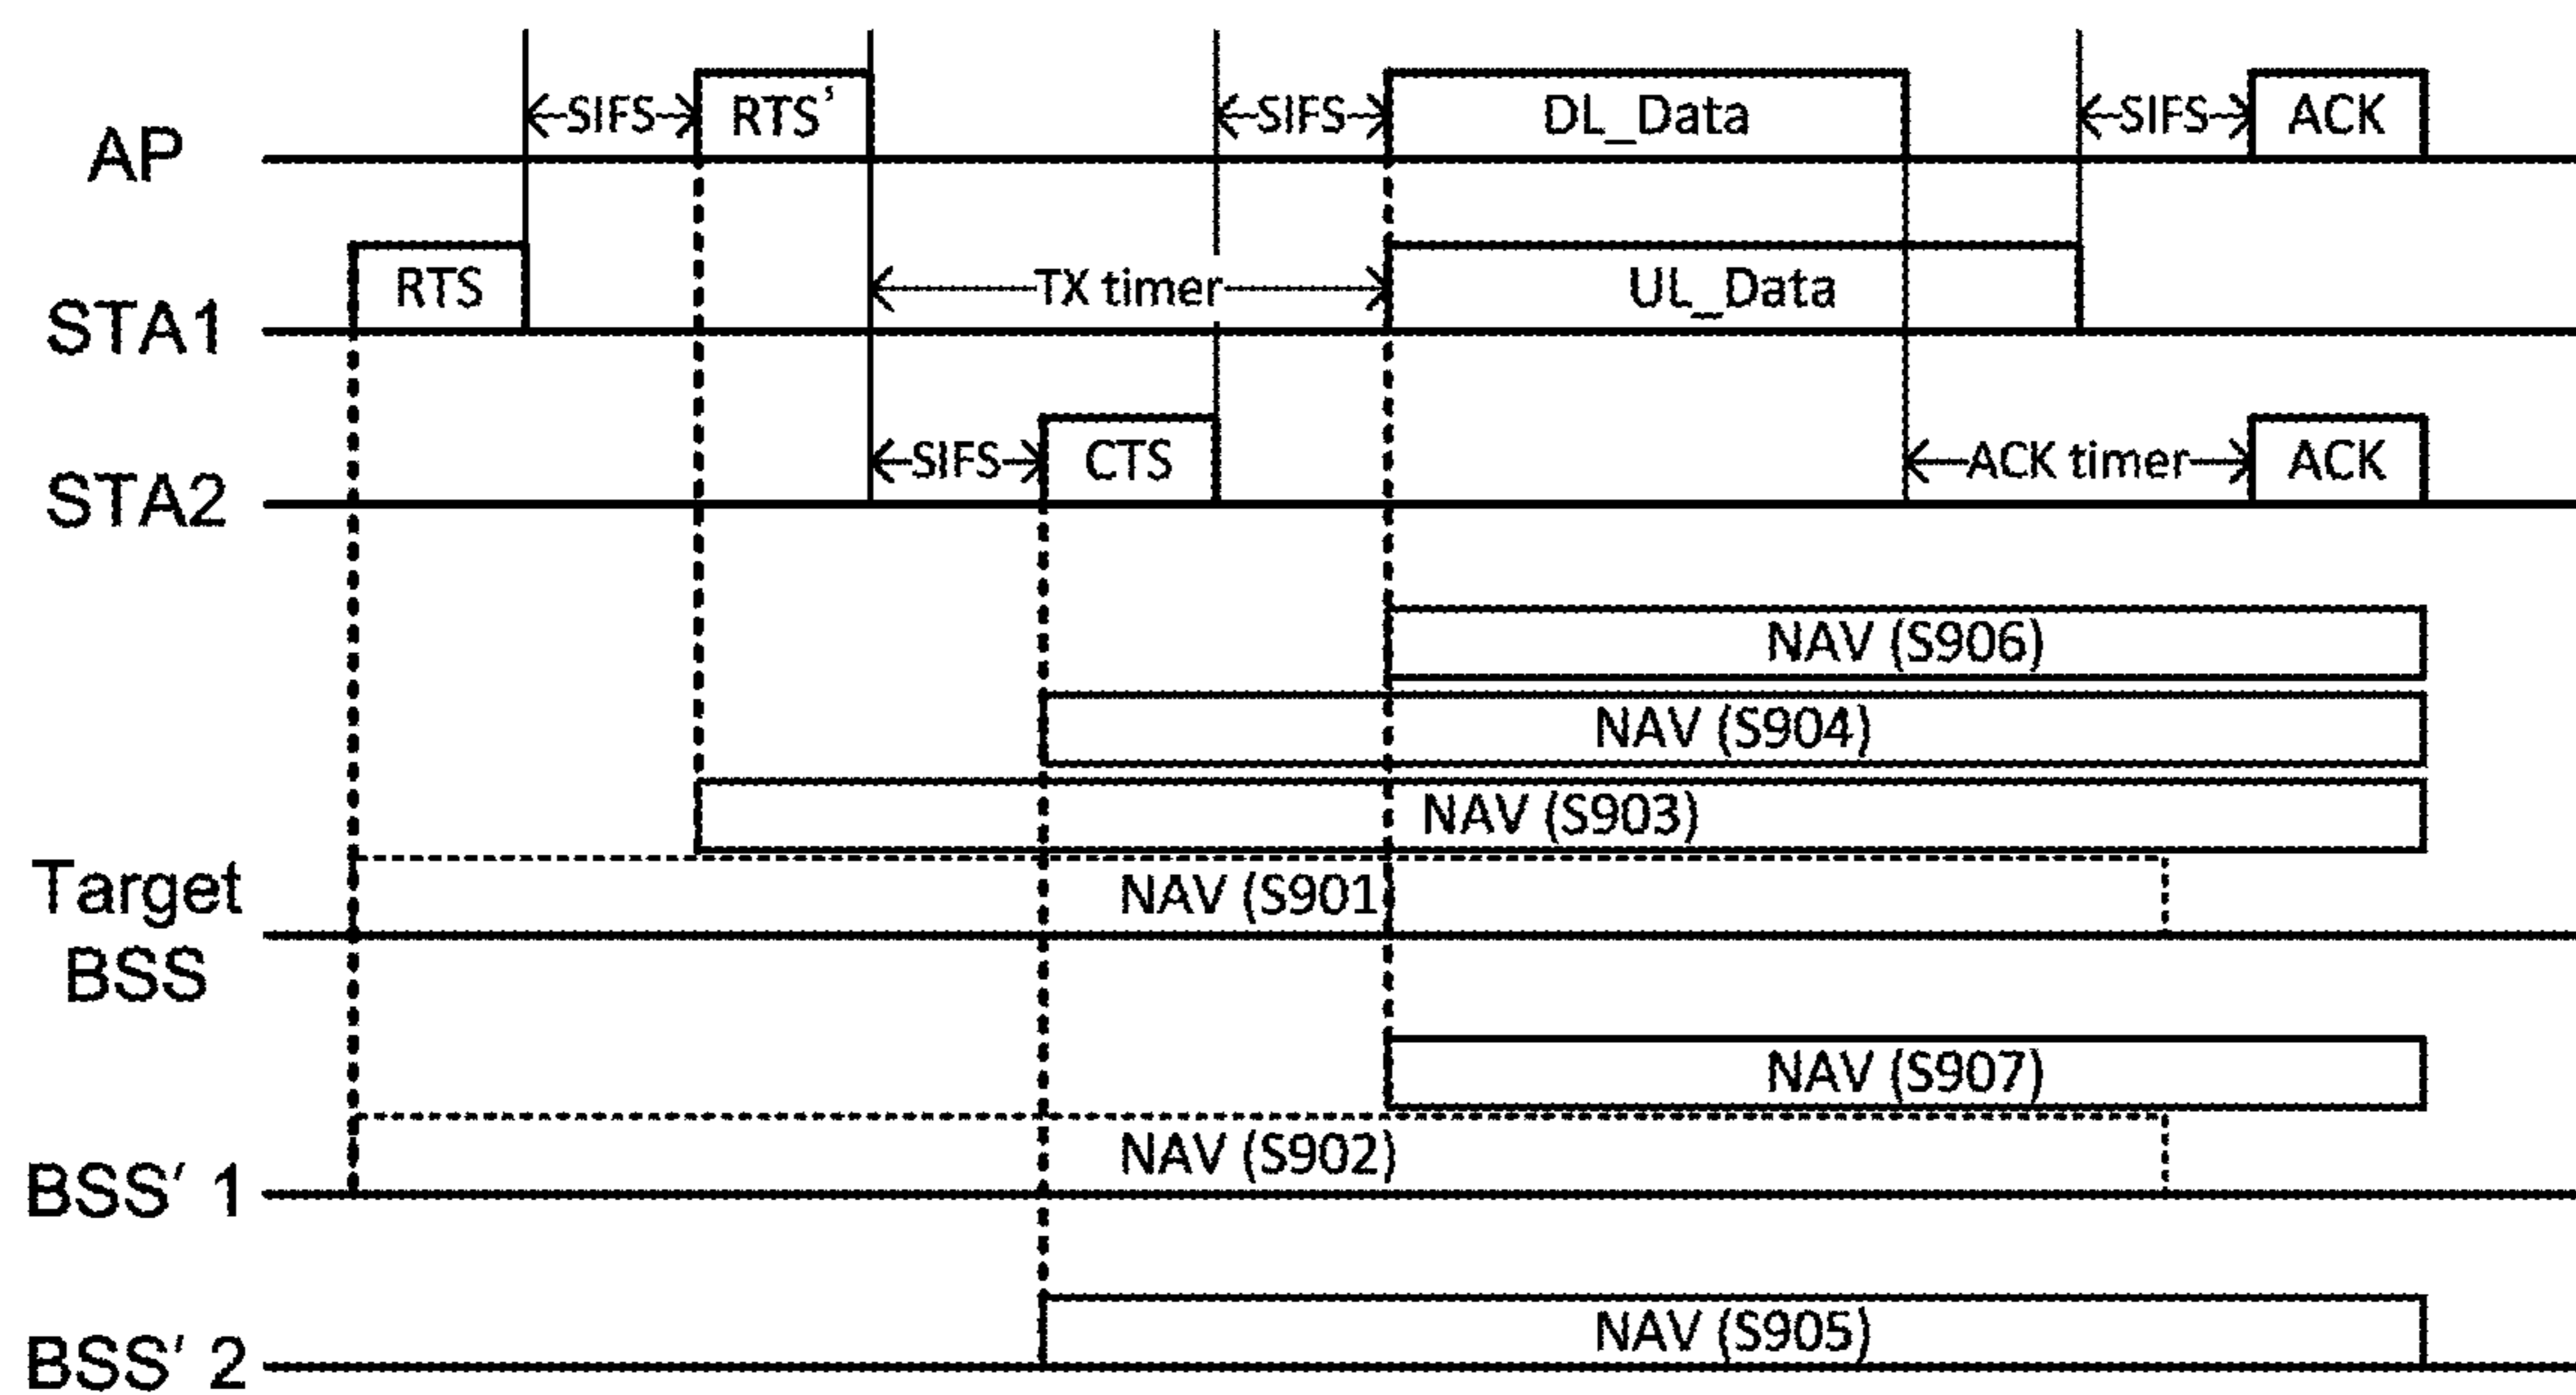 AP
SIFS
RTS’
SIFS
DL_Data
SIFS
ACK
STA1
RTS
TX timer
UL_Data
STA2
SIFS
CTS
ACK timer
ACK
NAV (S906)
NAV (S904)
NAV (S903)
Target
BSS
NAV (S901
NAV (S907)
BSS' 1
NAV (S902)
BSS' 2
NAV (S905)